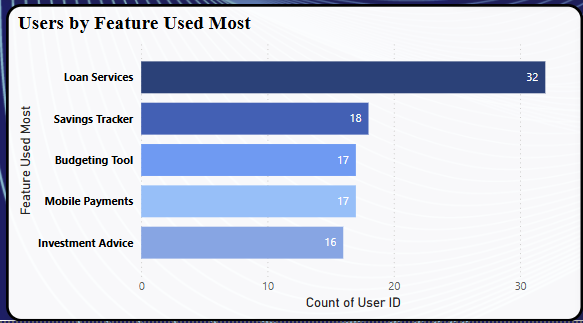 Users by Feature Used Most
Feature Used Most
Loan Services 32
Savings Tracker 18
Budgeting Tool 17
Mobile Payments 17
Investment Advice 16
0 10 20 30
Count of User ID